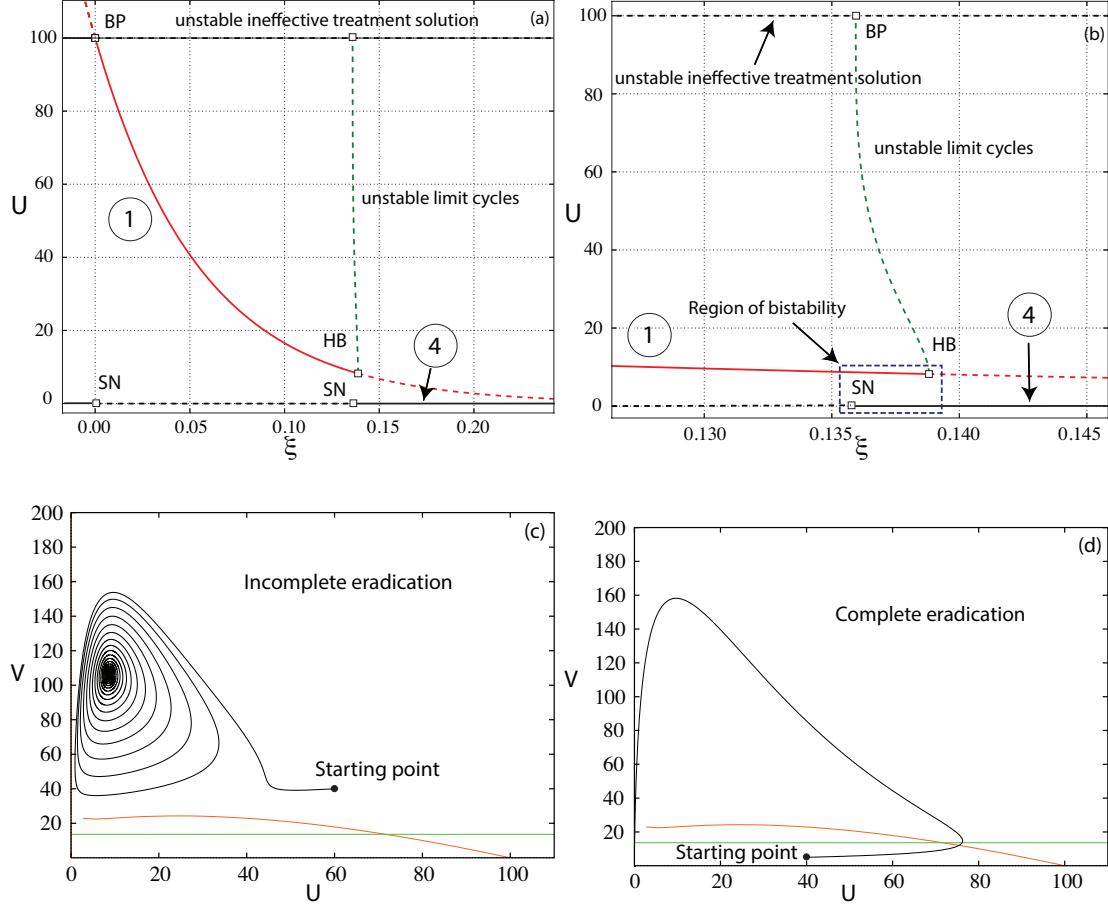 BP
unstable ineffective treatment solution
(a)
100
80
60
U
40
20
0
1
unstable limit cycles
HB
4
SN
SN
0.00
0.05
0.10
0.15
0.20
ξ
100
BP
(b)
unstable ineffective treatment solution
80
unstable limit cycles
60
U
40
Region of bistability
20
1
HB
4
SN
0
0.130
0.135
0.140
0.145
ξ
200
180
160
140
120
V
100
80
60
40
20
(c)
Incomplete eradication
Starting point
0
20
40
60
80
100
U
200
180
160
140
120
V
100
80
60
40
20
(d)
Complete eradication
Starting point
0
20
40
60
80
100
U